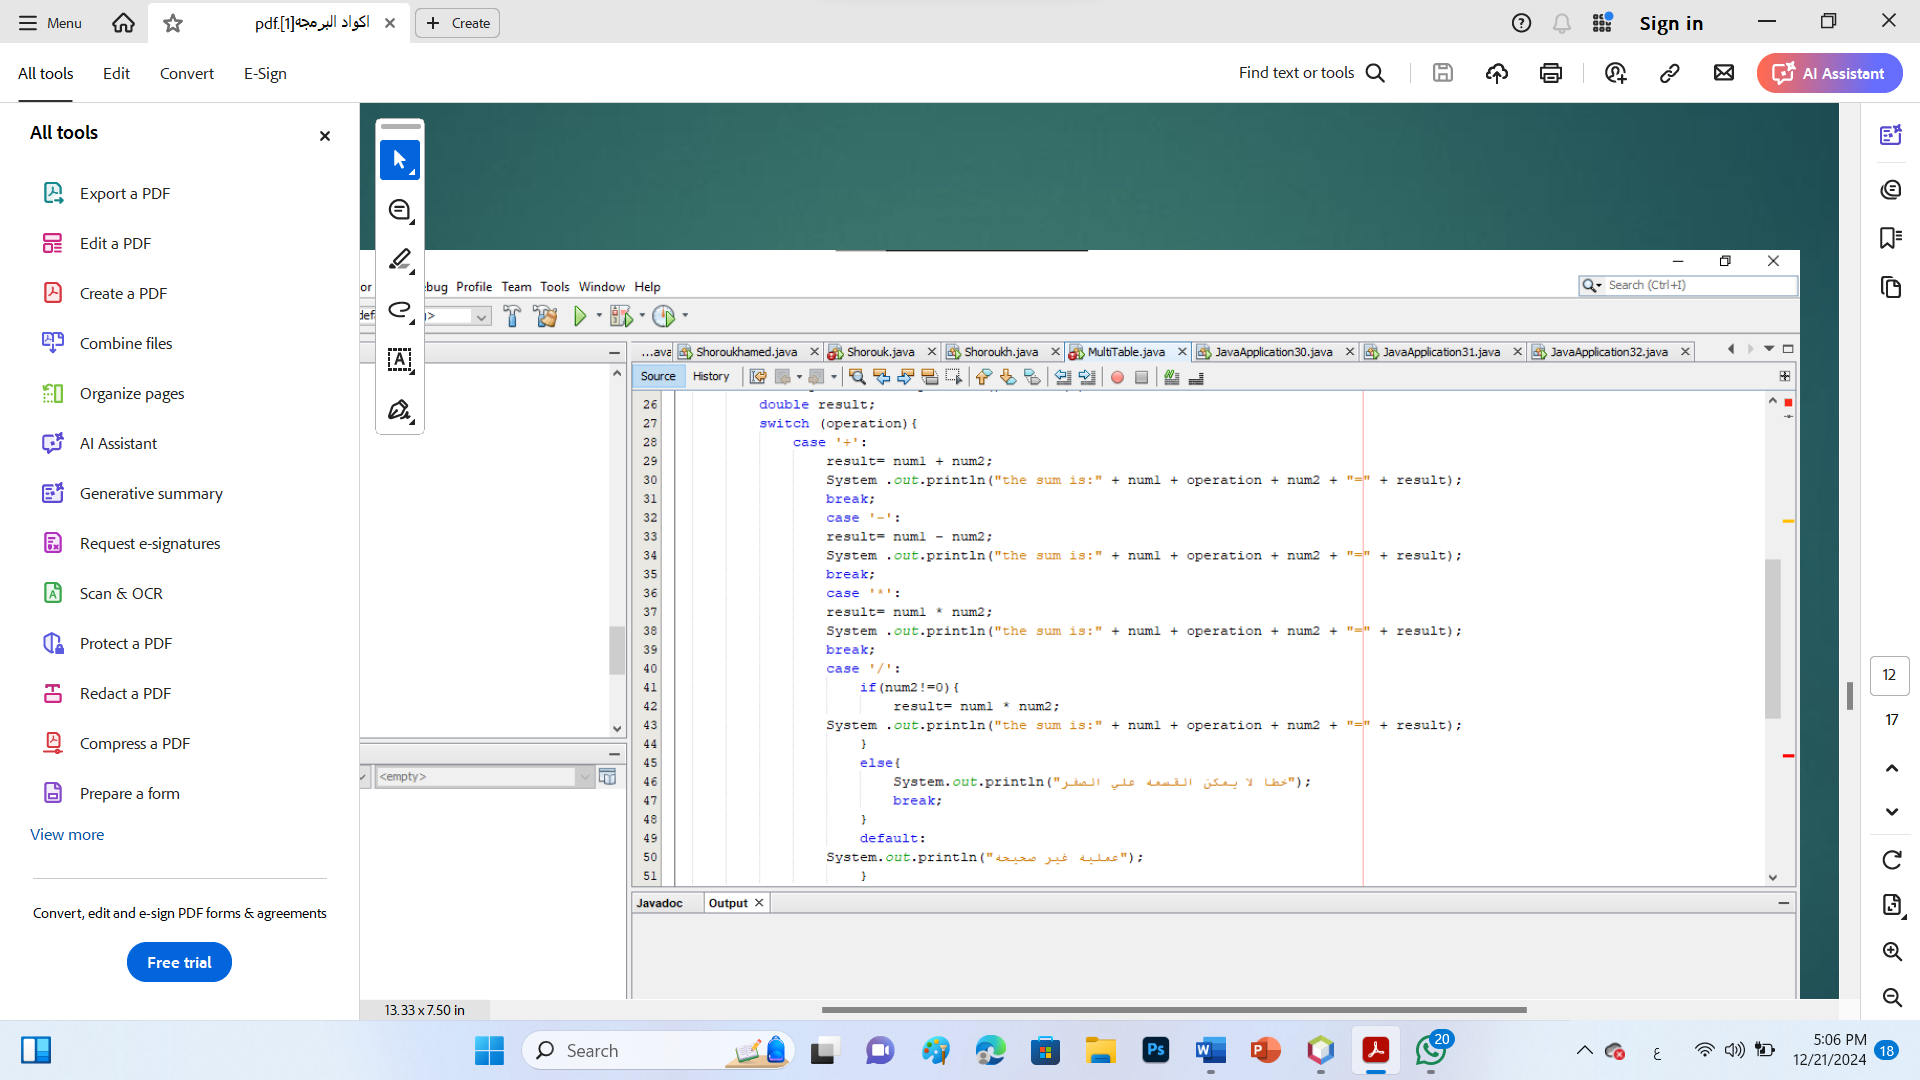 Menu
اكواد البرمجه[1].pdf
Create
Sign in
All tools
Edit
Convert
E-Sign
Find text or tools
AI Assistant
All tools
Export a PDF
Edit a PDF
Create a PDF
Combine files
Organize pages
AI Assistant
Generative summary
Request e-signatures
Scan & OCR
Protect a PDF
Redact a PDF
Compress a PDF
Prepare a form
View more
Convert, edit and e-sign PDF forms & agreements
Free trial
or bug Profile Team Tools Window Help
Search (Ctrl+I)
...ava Shoroukhamed.java Shorouk.java Shoroukh.java MultiTable.java JavaApplication30.java JavaApplication31.java JavaApplication32.java
Source History
<empty>
26 double result;
27 switch (operation){
28 case '+':
29 result= num1 + num2;
30 System .out.println("the sum is:" + num1 + operation + num2 + "=" + result);
31 break;
32 case '-':
33 result= num1 - num2;
34 System .out.println("the sum is:" + num1 + operation + num2 + "=" + result);
35 break;
36 case '*':
37 result= num1 * num2;
38 System .out.println("the sum is:" + num1 + operation + num2 + "=" + result);
39 break;
40 case '/':
41 if(num2!=0){
42 result= num1 * num2;
43 System .out.println("the sum is:" + num1 + operation + num2 + "=" + result);
44 }
45 else{
46 System.out.println("خطا لا يمكن القسمه علي الصفر");
47 break;
48 }
49 default:
50 System.out.println("عمليه غير صحيحه");
51 }
Javadoc Output
12
17
13.33 x 7.50 in
Search
20
ع
5:06 PM
12/21/2024
18